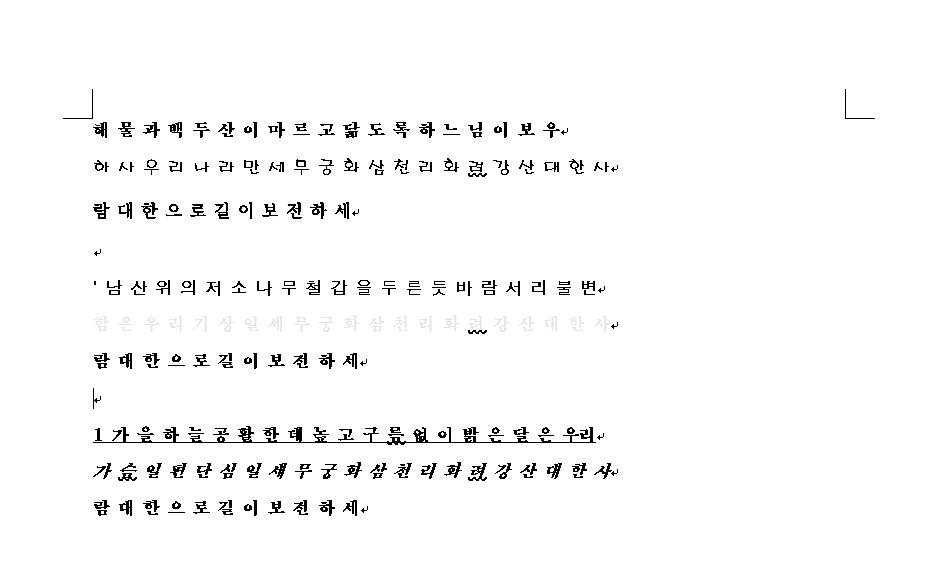 해 물 과 백 두 산 이 마 르 고 닳 도 록 하 느 님 이 보 우
하 사 우 리 나 라 만 세 무 궁 화 삼 천 리 화 려 강 산 대 한 사
람 대 한 으 로 길 이 보 전 하 세
' 남 산 위 의 저 소 나 무 철 갑 을 두 른 듯 바 람 서 리 불 변
함 은 우 리 기 상 일 세 무 궁 화 삼 천 리 화 려 강 산 대 한 사
람 대 한 으 로 길 이 보 전 하 세
1 가 을 하 늘 공 활 한 데 높 고 구 름 없 이 밝 은 달 은 우리
가 슴 일 편 단 심 일 세 무 궁 화 삼 천 리 화 려 강 산 대 한 사
람 대 한 으 로 길 이 보 전 하 세